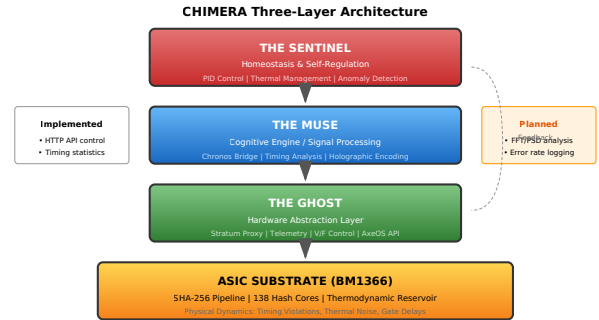 CHIMERA Three-Layer Architecture
THE SENTINEL
Homeostasis & Self-Regulation
PID Control | Thermal Management | Anomaly Detection
Implemented
• HTTP API control
• Timing statistics
THE MUSE
Cognitive Engine / Signal Processing
Chronos Bridge | Timing Analysis | Holographic Encoding
Planned
Feedback
• FFT/PSD analysis
• Error rate logging
THE GHOST
Hardware Abstraction Layer
Stratum Proxy | Telemetry | V/F Control | AxeOS API
ASIC SUBSTRATE (BM1366)
SHA-256 Pipeline | 138 Hash Cores | Thermodynamic Reservoir
Physical Dynamics: Timing Violations, Thermal Noise, Gate Delays